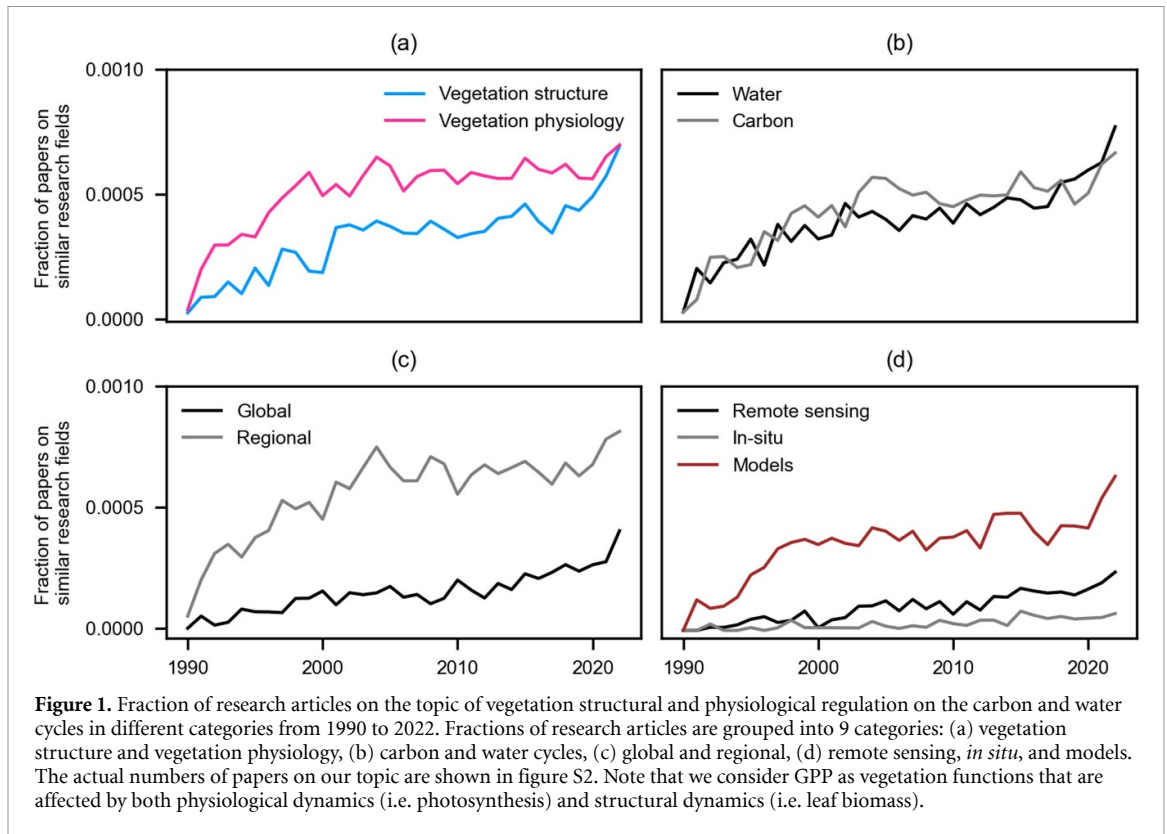 (a)
(b)
0.0010
0.0005
0.0000
Fraction of papers on
similar research fields
Vegetation structure
Vegetation physiology
Water
Carbon
(c)
(d)
0.0010
0.0005
0.0000
Fraction of papers on
similar research fields
Global
Regional
Remote sensing
In-situ
Models
1990 2000 2010 2020
1990 2000 2010 2020
Figure 1. Fraction of research articles on the topic of vegetation structural and physiological regulation on the carbon and water
cycles in different categories from 1990 to 2022. Fractions of research articles are grouped into 9 categories: (a) vegetation
structure and vegetation physiology, (b) carbon and water cycles, (c) global and regional, (d) remote sensing, in situ, and models.
The actual numbers of papers on our topic are shown in figure S2. Note that we consider GPP as vegetation functions that are
affected by both physiological dynamics (i.e. photosynthesis) and structural dynamics (i.e. leaf biomass).